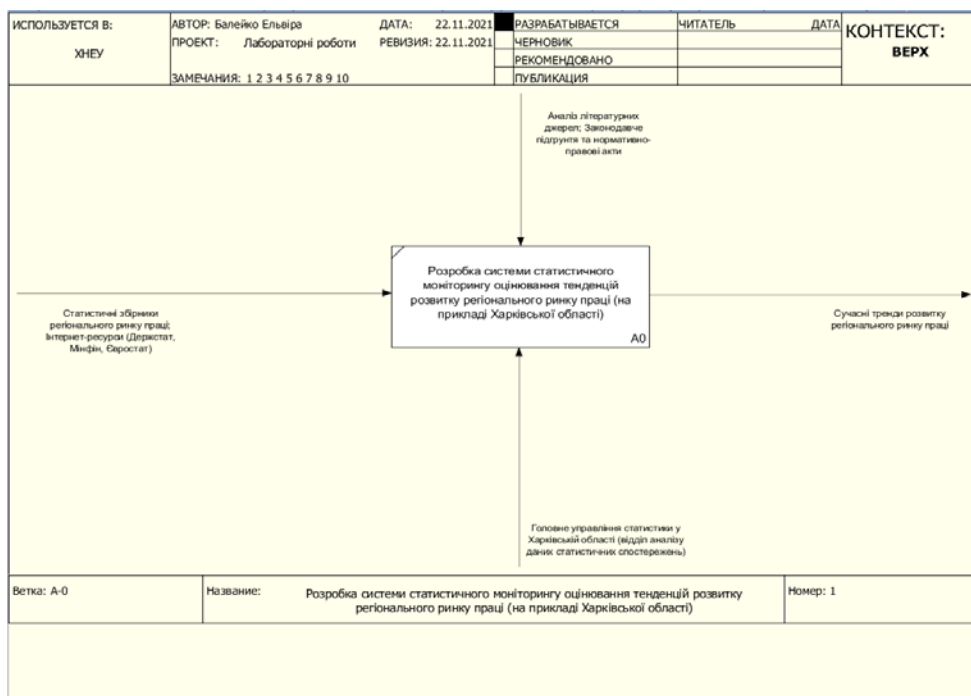 ИСПОЛЬЗУЕТСЯ В:
ХНЕУ
АВТОР: Балейко Ельвіра
ДАТА: 22.11.2021
ПРОЕКТ: Лабораторні роботи
РЕВИЗИЯ: 22.11.2021
ЗАМЕЧАНИЯ: 1 2 3 4 5 6 7 8 9 10
РАЗРАБАТЫВАЕТСЯ
ЧЕРНОВИК
РЕКОМЕНДОВАНО
ПУБЛИКАЦИЯ
ЧИТАТЕЛЬ
ДАТА
КОНТЕКСТ:
ВЕРХ
Аналіз літературних
джерел; Законодавче
підгрунтя та нормативно-
правові акти
Розробка системи статистичного
моніторингу оцінювання тенденцій
розвитку регіонального ринку праці (на
прикладі Харківської області)
A0
Статистичні збірники
регіонального ринку праці;
Інтернет-ресурси (Держстат,
Мінфін, Євростат)
Сучасні тренди розвитку
регіонального ринку праці
Головне управління статистики у
Харківській області (відділ аналізу
даних статистичних спостережень)
Ветка: A-0
Название:
Розробка системи статистичного моніторингу оцінювання тенденцій розвитку
регіонального ринку праці (на прикладі Харківської області)
Номер: 1